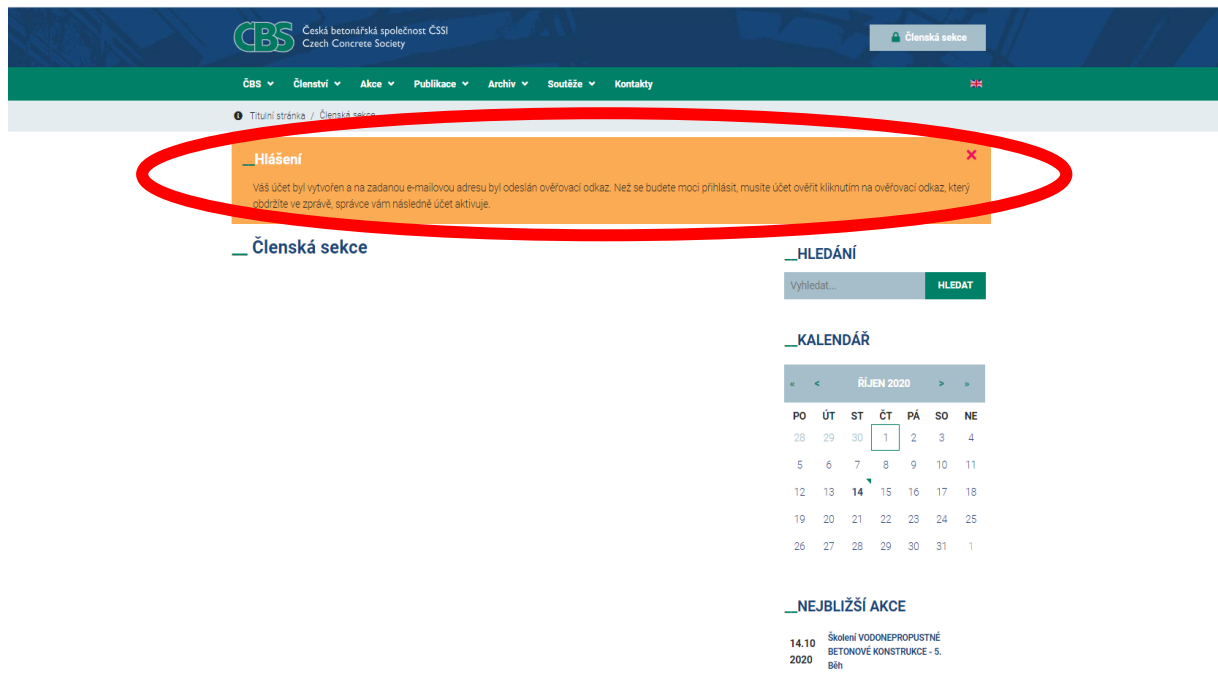 ČBS
Česká betonářská společnost ČSSI
Czech Concrete Society
Členská sekce
ČBS Členství Akce Publikace Archiv Soutěže Kontakty
Titulní stránka / Členská sekce
__Hlášení
Váš účet byl vytvořen a na zadanou e-mailovou adresu byl odeslán ověřovací odkaz. Než se budete moci přihlásit, musíte účet ověřit kliknutím na ověřovací odkaz, který
obdržíte ve zprávě, správce vám následně účet aktivuje.
__ Členská sekce
__HLEDÁNÍ
Vyhledat... HLEDAT
__KALENDÁŘ
« < ŘÍJEN 2020 > »
PO ÚT ST ČT PÁ SO NE
28 29 30 1 2 3 4
5 6 7 8 9 10 11
12 13 14 15 16 17 18
19 20 21 22 23 24 25
26 27 28 29 30 31 1
__NEJBLIŽŠÍ AKCE
14.10
2020
Školení VODONEPROPUSTNÉ
BETONOVÉ KONSTRUKCE - 5.
Běh